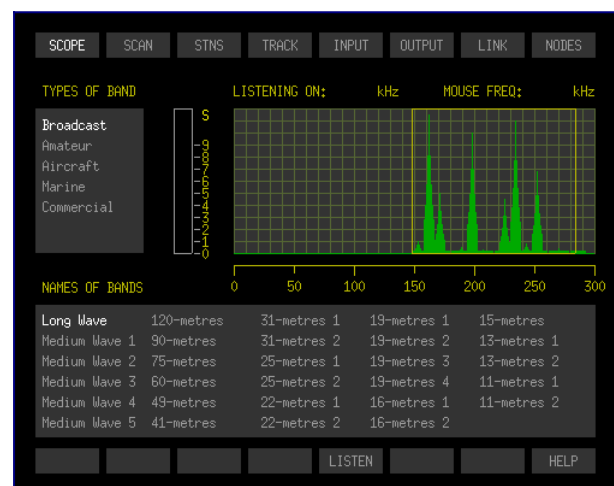 SCOPE SCAN STNS TRACK INPUT OUTPUT LINK NODES
TYPES OF BAND LISTENING ON: kHz MOUSE FREQ: kHz
Broadcast
Amateur
Aircraft
Marine
Commercial
S
9
8
7
6
5
4
3
2
1
0
NAMES OF BANDS 0 50 100 150 200 250 300
Long Wave 120-metres 31-metres 1 19-metres 1 15-metres
Medium Wave 1 90-metres 31-metres 2 19-metres 2 13-metres 1
Medium Wave 2 75-metres 25-metres 1 19-metres 3 13-metres 2
Medium Wave 3 60-metres 25-metres 2 19-metres 4 11-metres 1
Medium Wave 4 49-metres 22-metres 1 16-metres 1 11-metres 2
Medium Wave 5 41-metres 22-metres 2 16-metres 2
LISTEN HELP